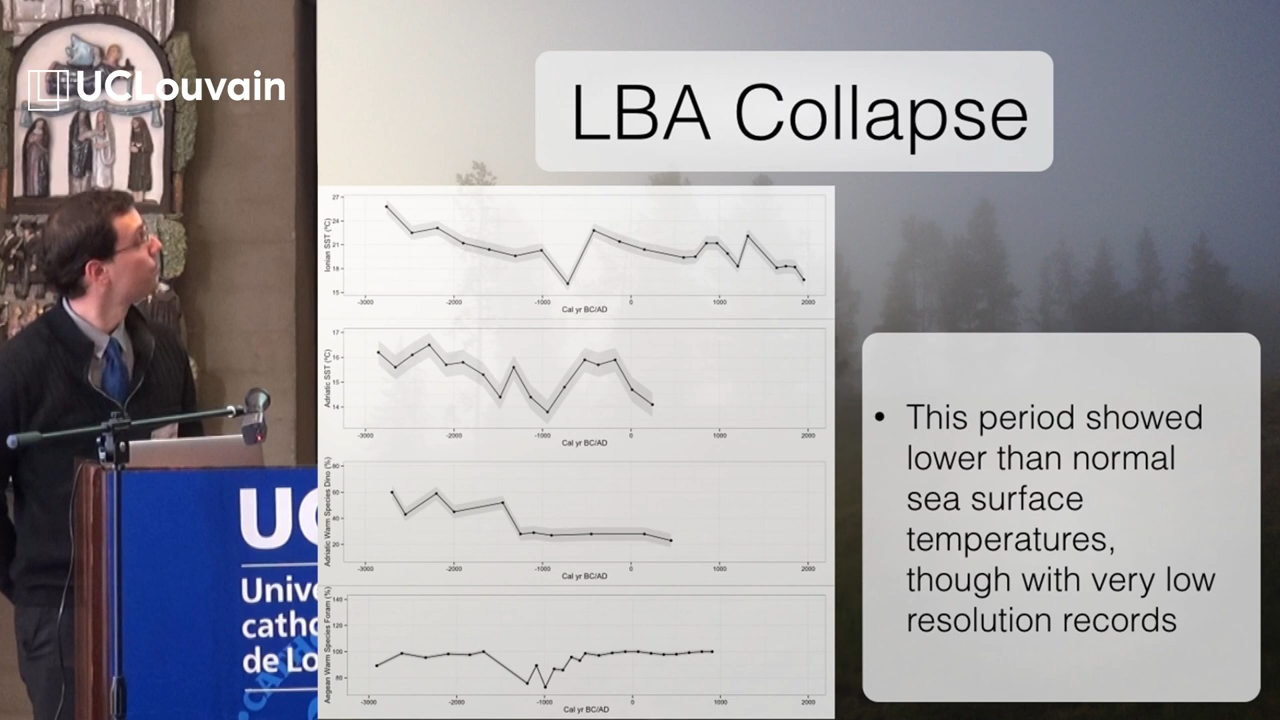 UCLouvain
LBA Collapse
Ionian SST (°C)
27
24
21
18
15
-3000 -2000 -1000 0 1000 2000
Cal yr BC/AD
Adriatic SST (°C)
17
16
15
14
-3000 -2000 -1000 0 1000 2000
Cal yr BC/AD
Adriatic Warm Species Dino (%)
80
60
40
20
-3000 -2000 -1000 0 1000 2000
Cal yr BC/AD
Aegean Warm Species Foram (%)
140
120
100
80
-3000 -2000 -1000 0 1000 2000
Cal yr BC/AD
• This period showed
lower than normal
sea surface
temperatures,
though with very low
resolution records
UC
Unive
catho
de Lo